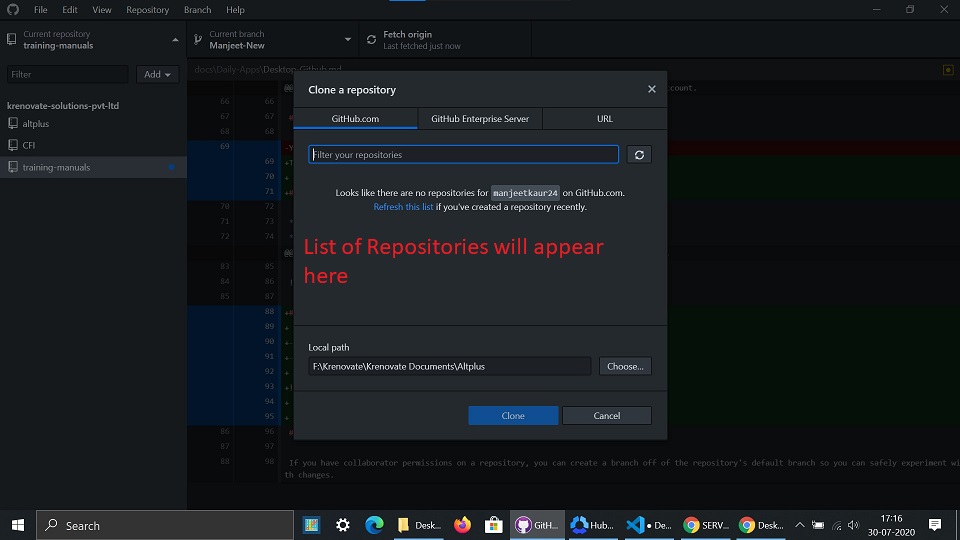 File Edit View Repository Branch Help
Current repository
training-manuals
Current branch
Manjeet-New
Fetch origin
Last fetched just now
Filter
Add
docs\Daily-Apps\Desktop-Github.md
krenovate-solutions-pvt-ltd
altplus
CFI
training-manuals
Clone a repository
GitHub.com
GitHub Enterprise Server
URL
Filter your repositories
Looks like there are no repositories for manjeetkaur24 on GitHub.com.
Refresh this list if you've created a repository recently.
List of Repositories will appear
here
Local path
F:\Krenovate\Krenovate Documents\Altplus
Choose...
Clone
Cancel
count.
66 66
67 67 #
68 68
69
69
70
71
70 72
71 73
72 74
83 85
84 86
85 87
88
89
90
91
92
93
94
95
86 96 #
87 97
88 98 If you have collaborator permissions on a repository, you can create a branch off of the repository's default branch so you can safely experiment wi
th changes.
Search
Desk...
GitH...
Hub...
De...
SERV...
Desk...
17:16
30-07-2020